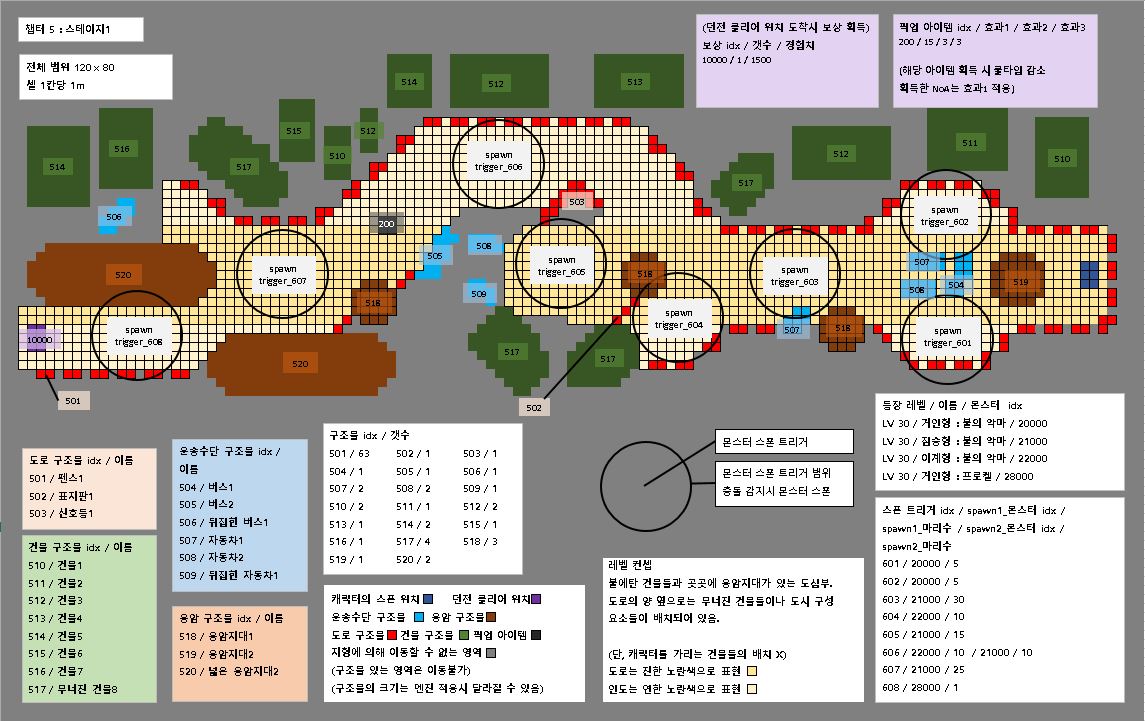 챕터 5 : 스테이지1
전체 범위 120 x 80
셀 1칸당 1m
(던전 클리어 위치 도착시 보상 획득)
보상 idx / 갯수 / 경험치
10000 / 1 / 1500
픽업 아이템 idx / 효과1 / 효과2 / 효과3
200 / 15 / 3 / 3
(해당 아이템 획득 시 쿨타임 감소
획득한 NoA는 효과1 적용)
514
512
513
514
516
517
515
510
512
517
512
511
510
506
520
200
505
508
509
503
518
518
518
519
507
508
504
507
520
517
517
10000
501
502
spawn
trigger_606
spawn
trigger_607
spawn
trigger_608
spawn
trigger_605
spawn
trigger_604
spawn
trigger_603
spawn
trigger_602
spawn
trigger_601
도로 구조물 idx / 이름
501 / 펜스1
502 / 표지판1
503 / 신호등1
건물 구조물 idx / 이름
510 / 건물1
511 / 건물2
512 / 건물3
513 / 건물4
514 / 건물5
515 / 건물6
516 / 건물7
517 / 무너진 건물8
운송수단 구조물 idx /
이름
504 / 버스1
505 / 버스2
506 / 뒤집힌 버스1
507 / 자동차1
508 / 자동차2
509 / 뒤집힌 자동차1
용암 구조물 idx / 이름
518 / 용암지대1
519 / 용암지대2
520 / 넓은 용암지대2
구조물 idx / 갯수
501 / 63 502 / 1 503 / 1
504 / 1 505 / 1 506 / 1
507 / 2 508 / 2 509 / 1
510 / 2 511 / 1 512 / 2
513 / 1 514 / 2 515 / 1
516 / 1 517 / 4 518 / 3
519 / 1 520 / 2
캐릭터의 스폰 위치 던전 클리어 위치
운송수단 구조물 용암 구조물
도로 구조물 건물 구조물 픽업 아이템
지형에 의해 이동할 수 없는 영역
(구조물 있는 영역은 이동불가)
(구조물의 크기는 엔진 적용시 달라질 수 있음)
몬스터 스폰 트리거
몬스터 스폰 트리거 범위
충돌 감지시 몬스터 스폰
레벨 컨셉
불에탄 건물들과 곳곳에 용암지대가 있는 도심부.
도로의 양 옆으로는 무너진 건물들이나 도시 구성
요소들이 배치되어 있음.
(단, 캐릭터를 가리는 건물들의 배치 X)
도로는 진한 노란색으로 표현
인도는 연한 노란색으로 표현
등장 레벨 / 이름 / 몬스터 idx
LV 30 / 거인형 : 불의 악마 / 20000
LV 30 / 짐승형 : 불의 악마 / 21000
LV 30 / 이계형 : 불의 악마 / 22000
LV 30 / 거인형 : 프로켈 / 28000
스폰 트리거 idx / spawn1_몬스터 idx /
spawn1_마리수 / spawn2_몬스터 idx /
spawn2_마리수
601 / 20000 / 5
602 / 20000 / 5
603 / 21000 / 30
604 / 22000 / 10
605 / 21000 / 15
606 / 22000 / 10 / 21000 / 10
607 / 21000 / 25
608 / 28000 / 1